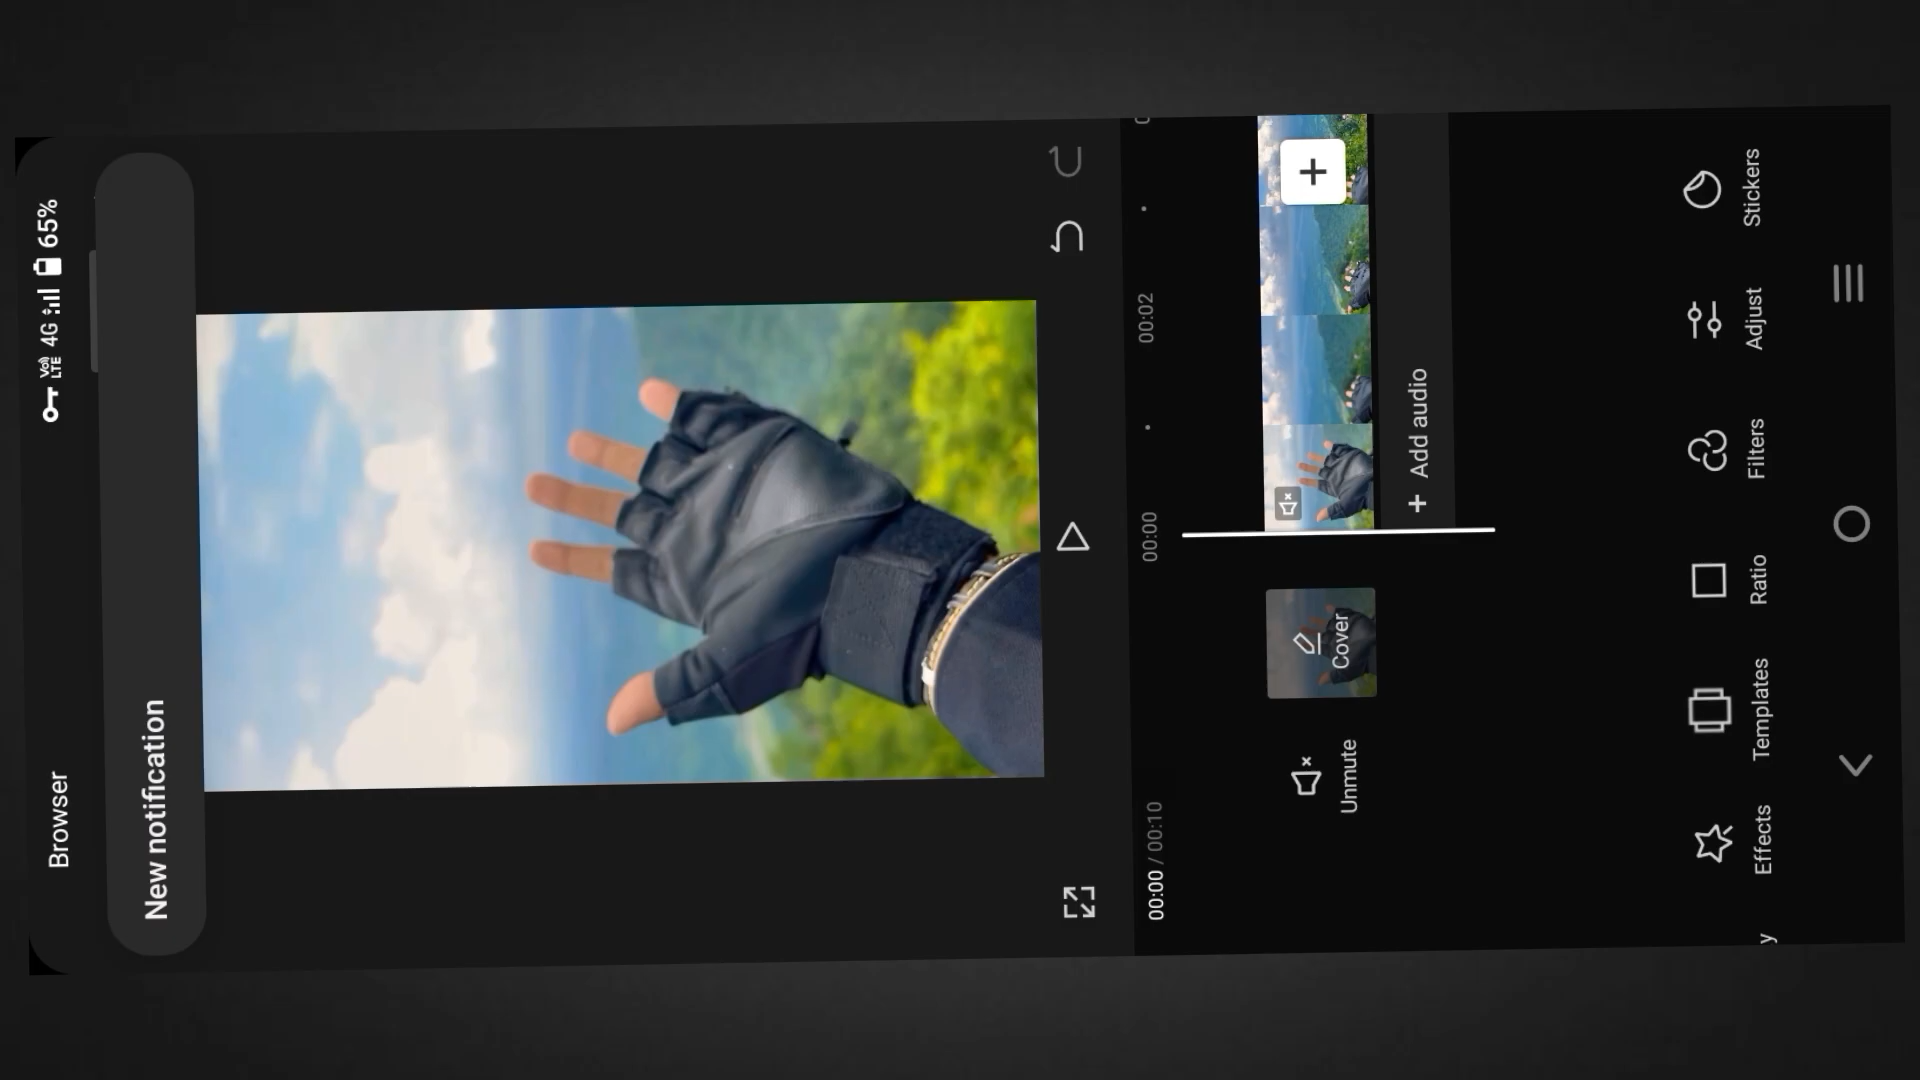 Browser
VoLTE 4G 65%
New notification
00:00 / 00:10
00:00
00:02
Unmute
Cover
+ Add audio
y
Effects
Templates
Ratio
Filters
Adjust
Stickers